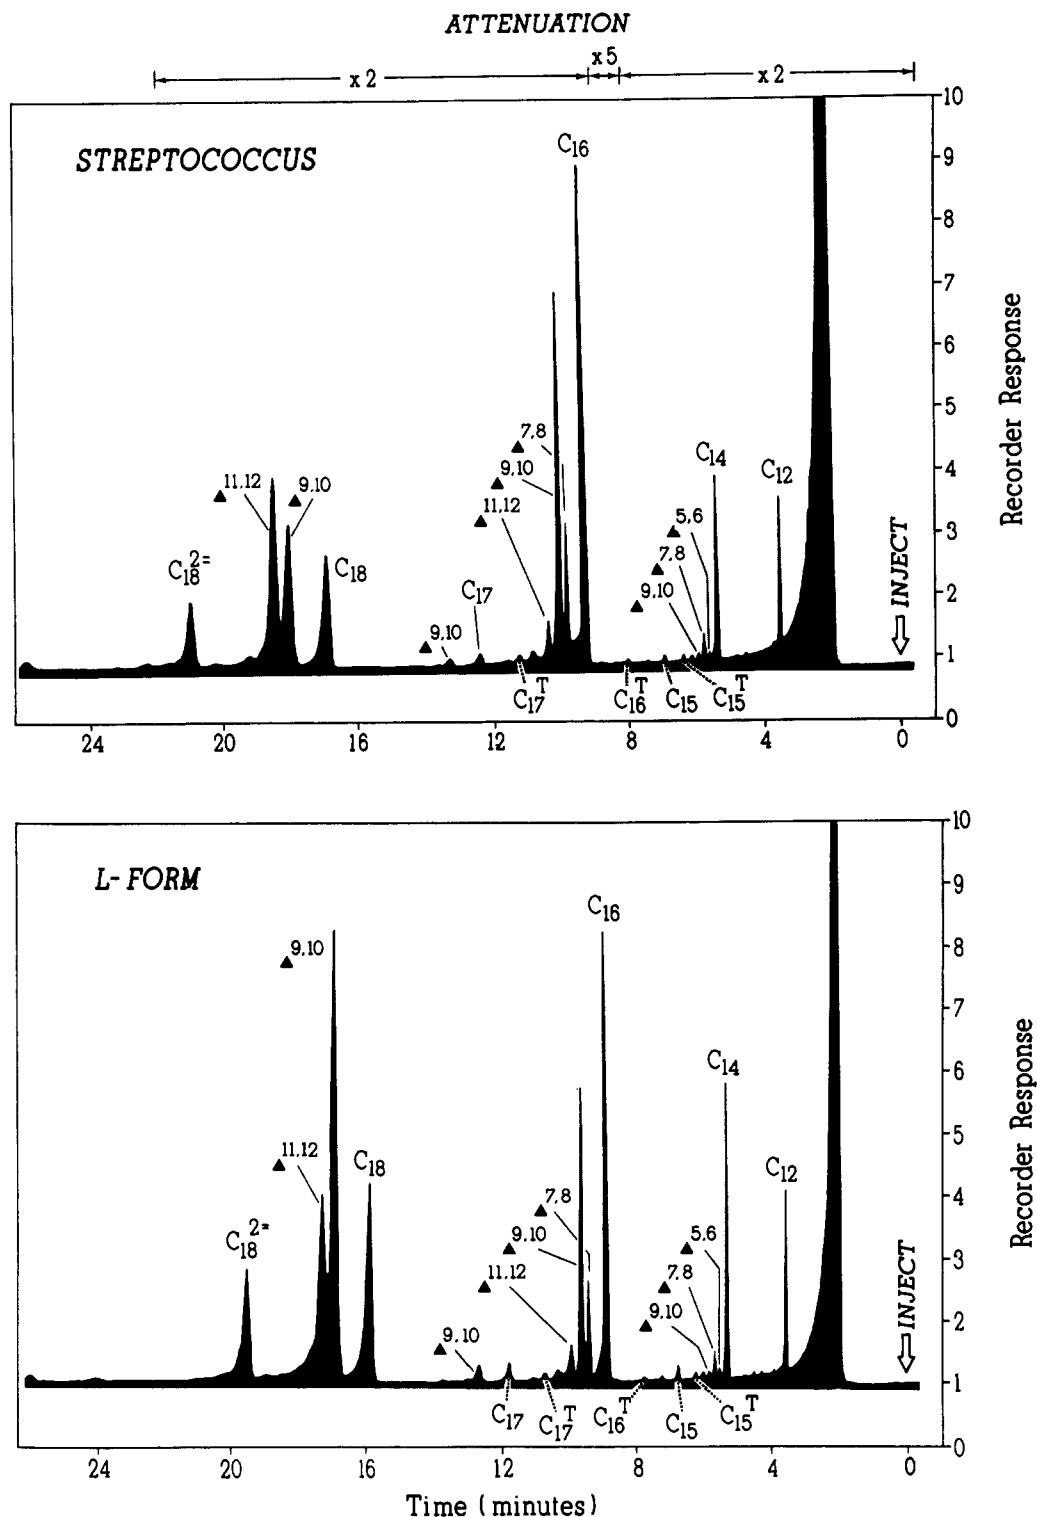 ATTENUATION
x 2
x 5
x 2
STREPTOCOCCUS
C16
10
9
8
7
6
5
4
3
2
1
0
Recorder Response
▲7,8
▲9,10
▲11,12
C14
C12
▲11,12
▲9,10
C18 2=
C18
C17
▲9,10
▲5,6
▲7,8
▲9,10
INJECT
C17 T
C16 T
C15
C15 T
24
20
16
12
8
4
0
L- FORM
C16
10
9
8
7
6
5
4
3
2
1
0
Recorder Response
▲9,10
C14
▲11,12
C18
C12
C18 2=
▲7,8
▲9,10
▲11,12
▲9,10
▲5,6
▲7,8
▲9,10
INJECT
C17
C17 T
C16 T
C15
C15 T
24
20
16
12
8
4
0
Time (minutes)